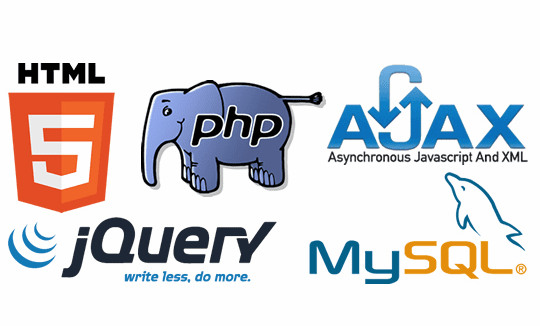 HTML
5
php
AJAX
Asynchronous Javascript And XML
jQuery
write less, do more.
MySQL®